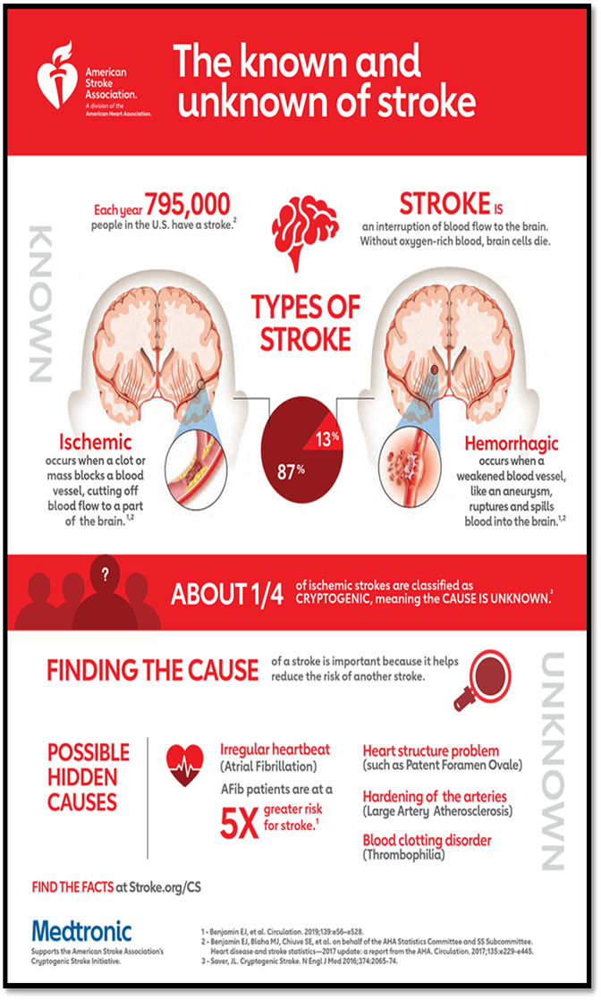 American
Stroke
Association.
A division of the
American Heart Association.
The known and
unknown of stroke
KNOWN
Each year 795,000
people in the U.S. have a stroke.2
STROKE IS
an interruption of blood flow to the brain.
Without oxygen-rich blood, brain cells die.
TYPES OF
STROKE
Ischemic
occurs when a clot or
mass blocks a blood
vessel, cutting off
blood flow to a part
of the brain.1,2
87%
13%
Hemorrhagic
occurs when a
weakened blood vessel,
like an aneurysm,
ruptures and spills
blood into the brain.1,2
?
ABOUT 1/4
of ischemic strokes are classified as
CRYPTOGENIC, meaning the CAUSE IS UNKNOWN.3
UNKNOWN
FINDING THE CAUSE
of a stroke is important because it helps
reduce the risk of another stroke.
POSSIBLE
HIDDEN
CAUSES
Irregular heartbeat
(Atrial Fibrillation)
AFib patients are at a
5X greater risk
for stroke.1
Heart structure problem
(such as Patent Foramen Ovale)
Hardening of the arteries
(Large Artery Atherosclerosis)
Blood clotting disorder
(Thrombophilia)
FIND THE FACTS at Stroke.org/CS
Medtronic
Supports the American Stroke Association's
Cryptogenic Stroke Initiative.
1 - Benjamin EJ, et al. Circulation. 2019;139:e56–e528.
2 - Benjamin EJ, Blaha MJ, Chiuve SE, et al. on behalf of the AHA Statistics Committee and SS Subcommittee.
Heart disease and stroke statistics—2017 update: a report from the AHA. Circulation. 2017;135:e229-e445.
3 - Saver, JL. Cryptogenic Stroke. N Engl J Med 2016;374:2065-74.